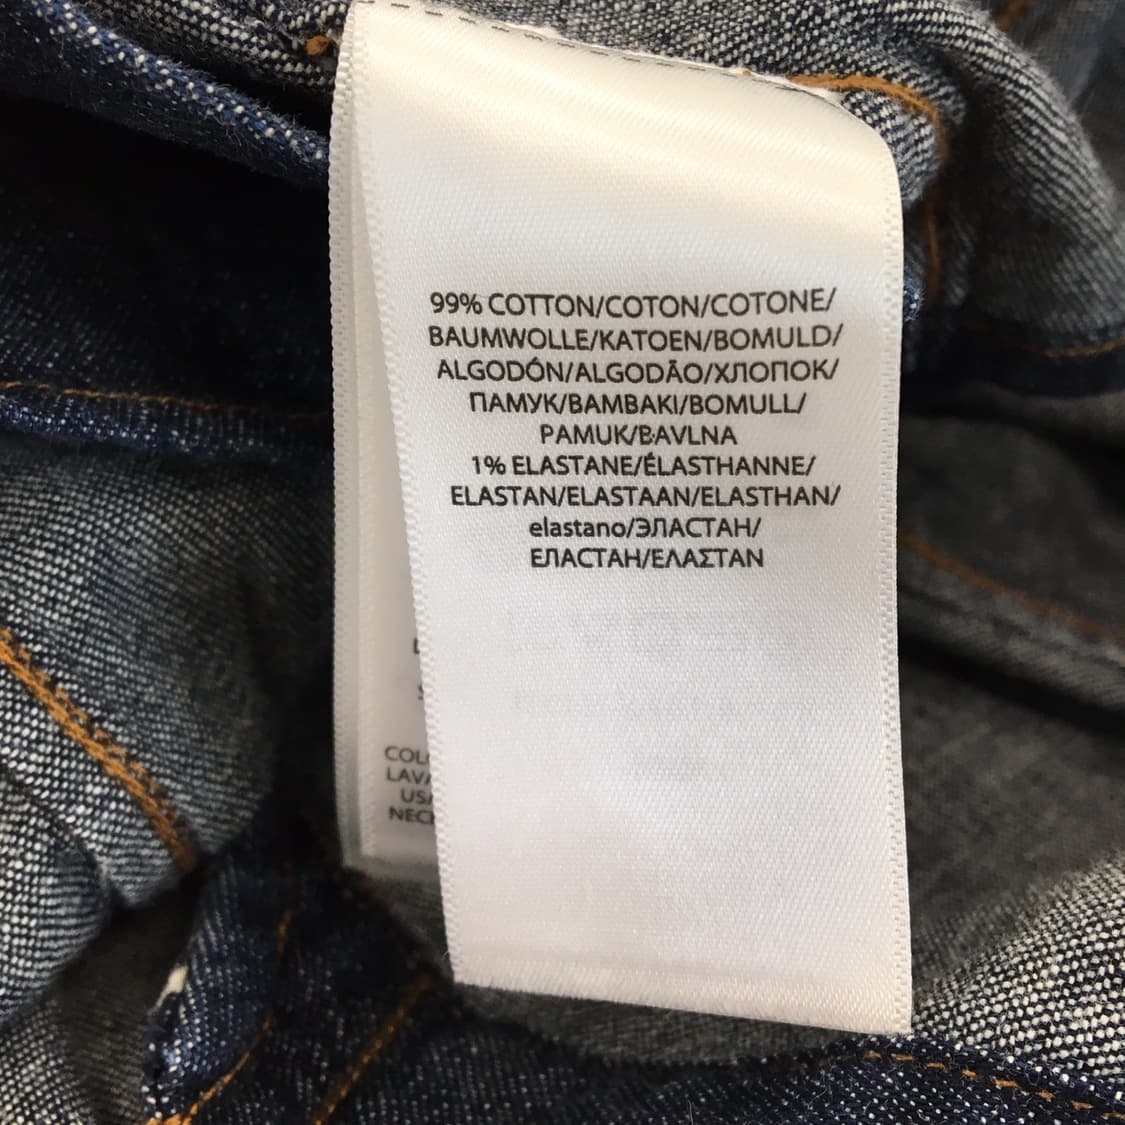 99% COTTON/COTON/COTONE/
BAUMWOLLE/KATOEN/BOMULD/
ALGODÓN/ALGODÃO/ХЛОПОК/
ПАМУК/BAMBAKI/BOMULL/
PAMUK/BAVLNA
1% ELASTANE/ÉLASTHANNE/
ELASTAN/ELASTAAN/ELASTHAN/
elastano/ЭЛАСТАН/
ЕЛАСТАН/ΕΛΑΣΤΑΝ